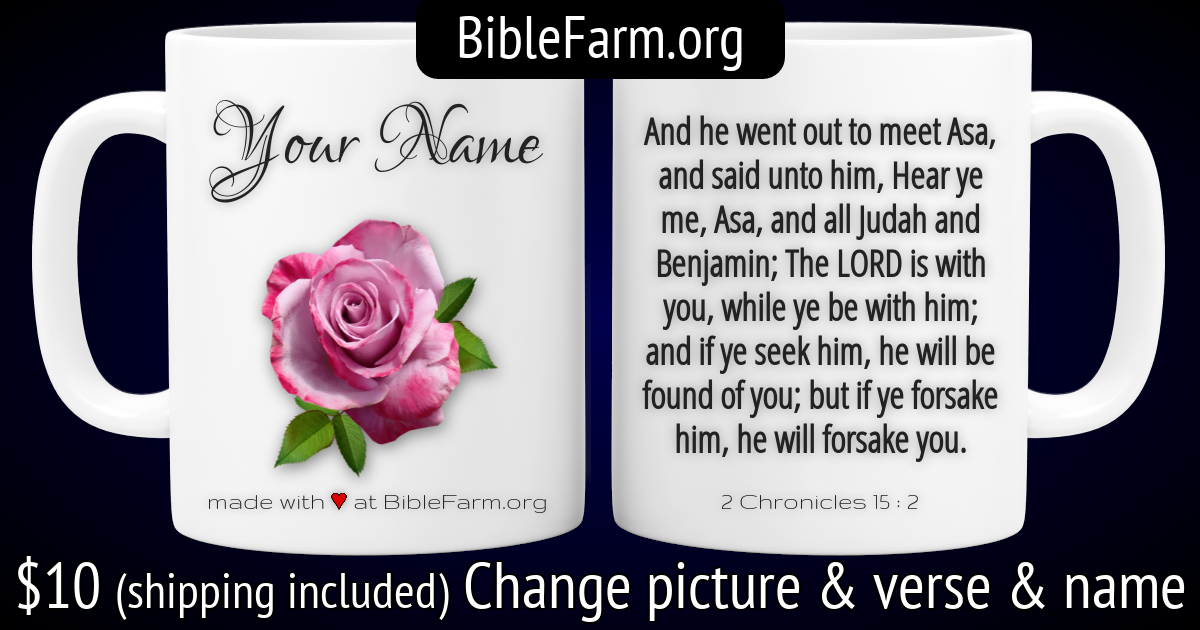 BibleFarm.org
Your Name
made with ♥ at BibleFarm.org
And he went out to meet Asa,
and said unto him, Hear ye
me, Asa, and all Judah and
Benjamin; The LORD is with
you, while ye be with him;
and if ye seek him, he will be
found of you; but if ye forsake
him, he will forsake you.
2 Chronicles 15 : 2
$10 (shipping included) Change picture & verse & name